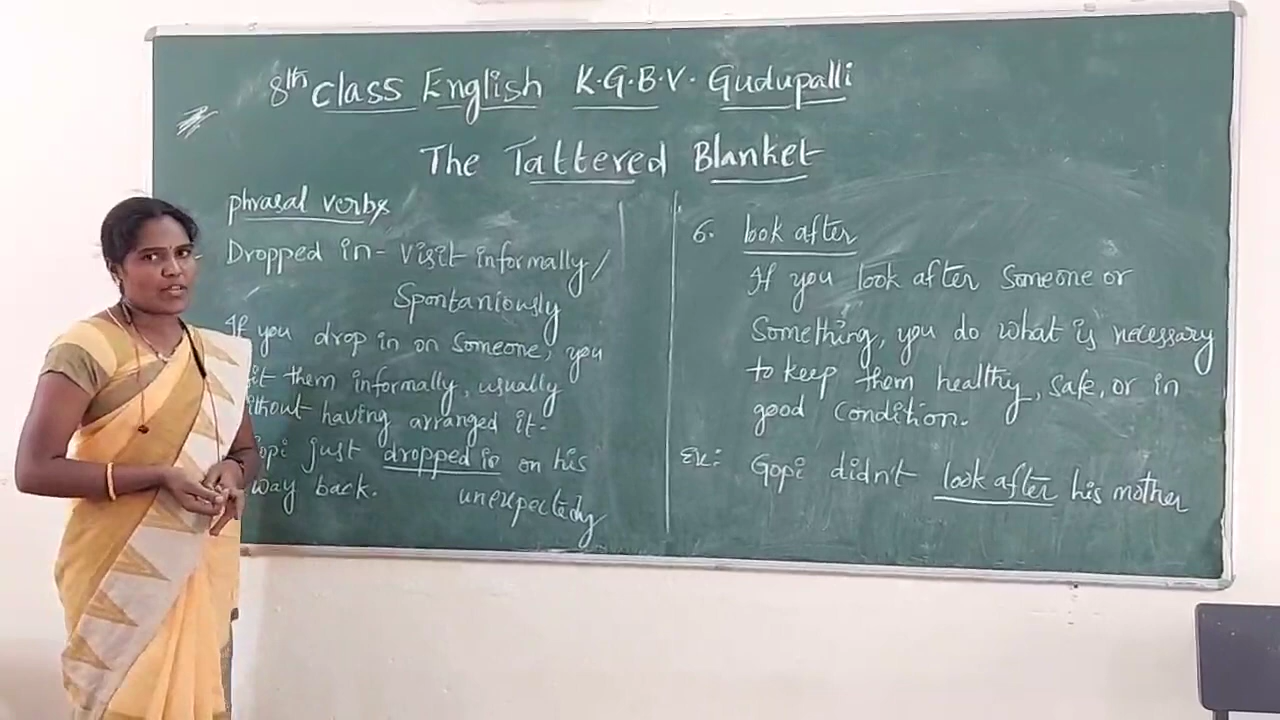 8th class English K.G.B.V. Gudupalli
The Tattered Blanket
phrasal verbs
Dropped in - Visit informally/
Spontaniously
If you drop in on someone, you
them informally, usually
having arranged it.
just dropped in on his
way back. unexpectedly
6. look after
If you look after someone or
something, you do what is necessary
to keep them healthy, safe, or in
good condition.
Ex: Gopi didn't look after his mother